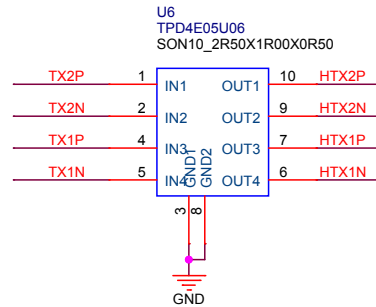 U6
TPD4E05U06
SON10_2R50X1R00X0R50
TX2P 1 IN1 OUT1 10 HTX2P
TX2N 2 IN2 OUT2 9 HTX2N
TX1P 4 IN3 OUT3 7 HTX1P
TX1N 5 IN4 OUT4 6 HTX1N
GND1
GND2
3
8
GND